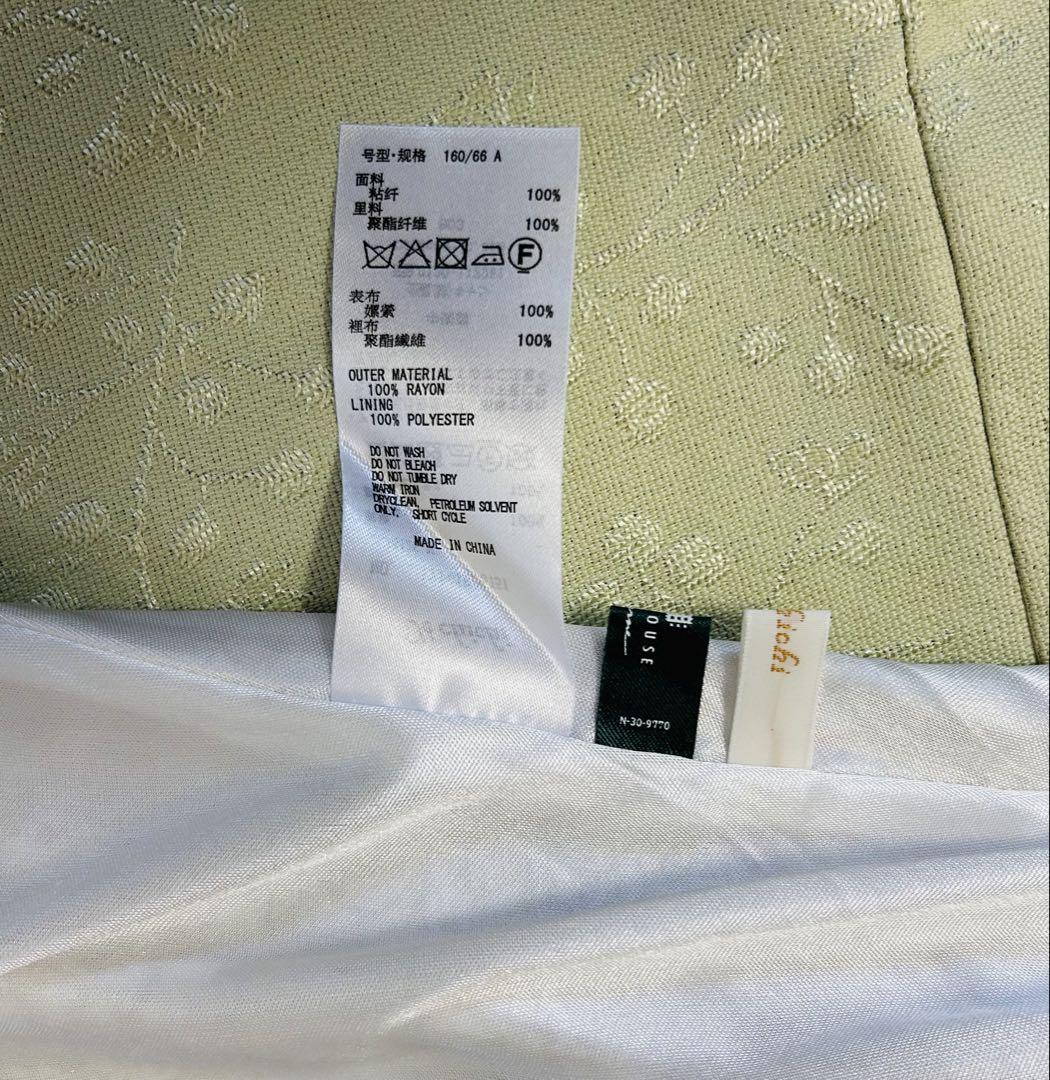 号型·规格 160/66 A
面料
粘纤 100%
里料
聚酯纤维 100%
F
表布
嫘縈 100%
裡布
聚酯纖維 100%
OUTER MATERIAL
100% RAYON
LINING
100% POLYESTER
DO NOT WASH
DO NOT BLEACH
DO NOT TUMBLE DRY
WARM IRON
DRYCLEAN, PETROLEUM SOLVENT
ONLY, SHORT CYCLE
MADE IN CHINA
OUSE
N-30-9770